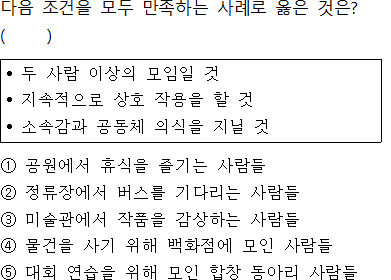 다음 조건을 모두 만족하는 사례로 옳은 것은?
(      )
• 두 사람 이상의 모임일 것
• 지속적으로 상호 작용을 할 것
• 소속감과 공동체 의식을 지닐 것
① 공원에서 휴식을 즐기는 사람들
② 정류장에서 버스를 기다리는 사람들
③ 미술관에서 작품을 감상하는 사람들
④ 물건을 사기 위해 백화점에 모인 사람들
⑤ 대회 연습을 위해 모인 합창 동아리 사람들